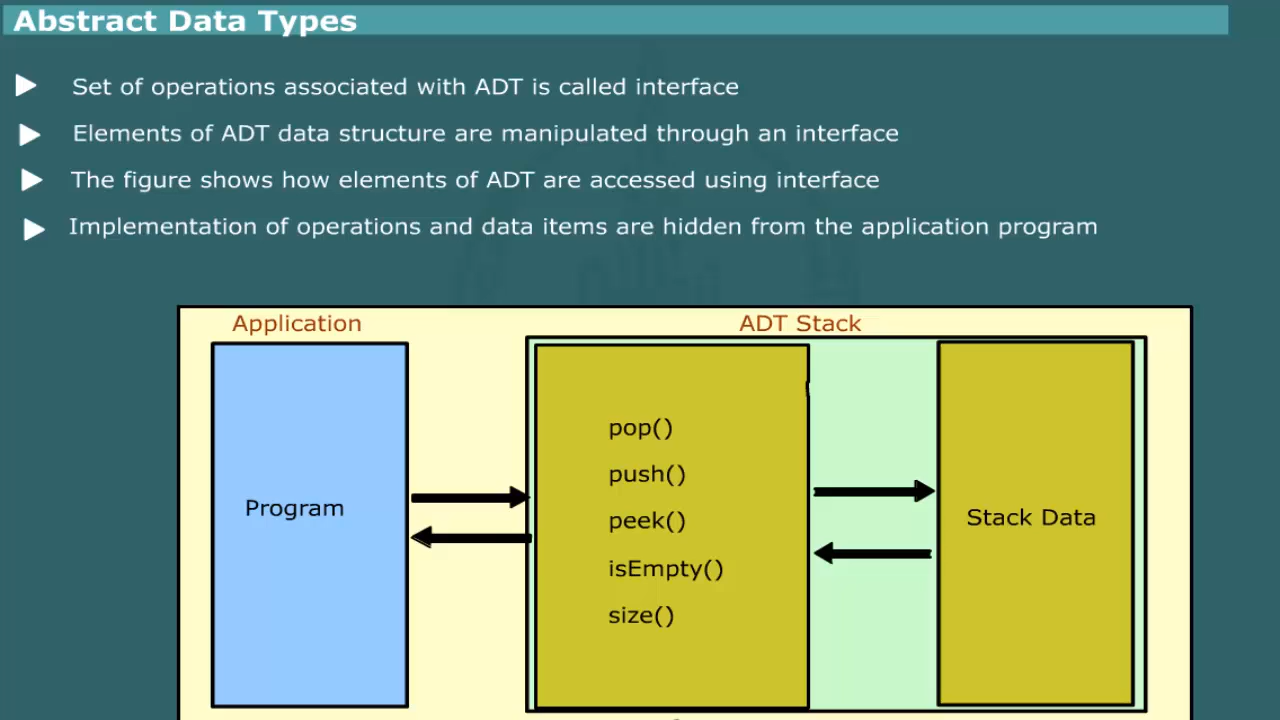 Abstract Data Types
Set of operations associated with ADT is called interface
Elements of ADT data structure are manipulated through an interface
The figure shows how elements of ADT are accessed using interface
Implementation of operations and data items are hidden from the application program
Application
ADT Stack
Program
pop()
push()
peek()
isEmpty()
size()
Stack Data